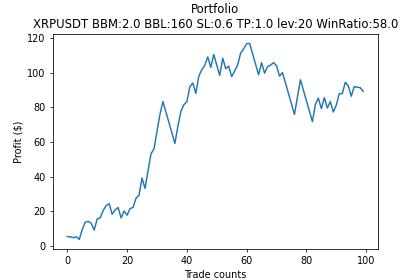 Portfolio
XRPUSDT BBM:2.0 BBL:160 SL:0.6 TP:1.0 lev:20 WinRatio:58.0
120
100
80
60
40
20
0
Profit ($)
0 20 40 60 80 100
Trade counts